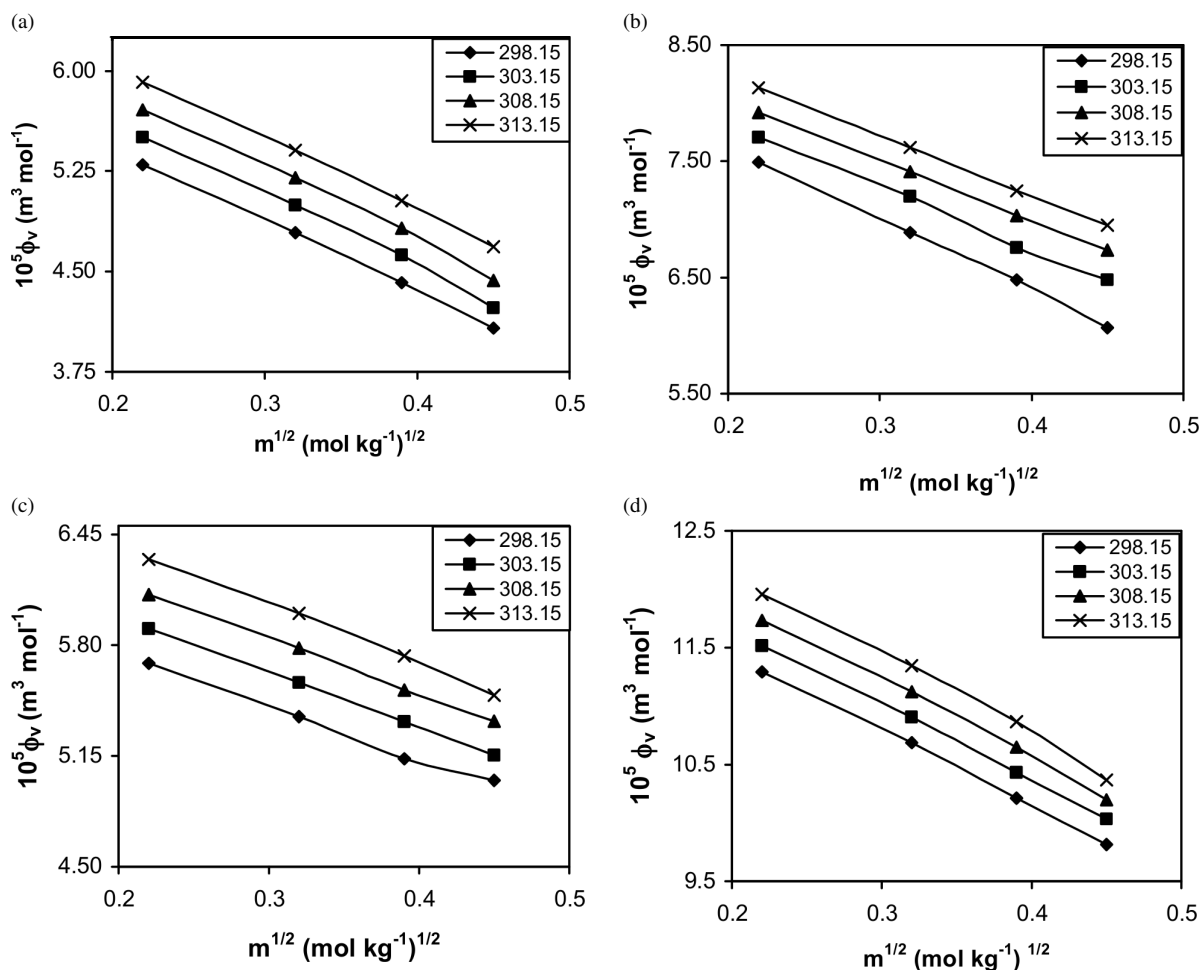 (a)
10⁵ϕᵥ (m³ mol⁻¹)
6.00
5.25
4.50
3.75
0.2 0.3 0.4 0.5
m¹/² (mol kg⁻¹)¹/²
298.15
303.15
308.15
313.15
(b)
10⁵ ϕᵥ (m³ mol⁻¹)
8.50
7.50
6.50
5.50
0.2 0.3 0.4 0.5
m¹/² (mol kg⁻¹)¹/²
298.15
303.15
308.15
313.15
(c)
10⁵ϕᵥ (m³ mol⁻¹)
6.45
5.80
5.15
4.50
0.2 0.3 0.4 0.5
m¹/² (mol kg⁻¹)¹/²
298.15
303.15
308.15
313.15
(d)
10⁵ ϕᵥ (m³ mol⁻¹)
12.5
11.5
10.5
9.5
0.2 0.3 0.4 0.5
m¹/² (mol kg⁻¹) ¹/²
298.15
303.15
308.15
313.15